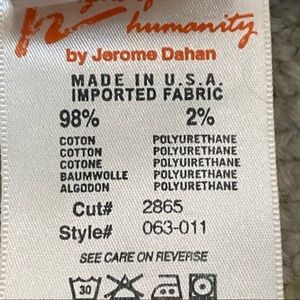 humanity
by Jerome Dahan
MADE IN U.S.A.
IMPORTED FABRIC
98% 2%
COTON POLYURETHANE
COTTON POLYURETHANE
COTONE POLYUIRETHANE
BAUMWOLLE POLYURETHANE
ALGODON POLYURETHANE
Cut# 2865
Style# 063-011
SEE CARE ON REVERSE
30